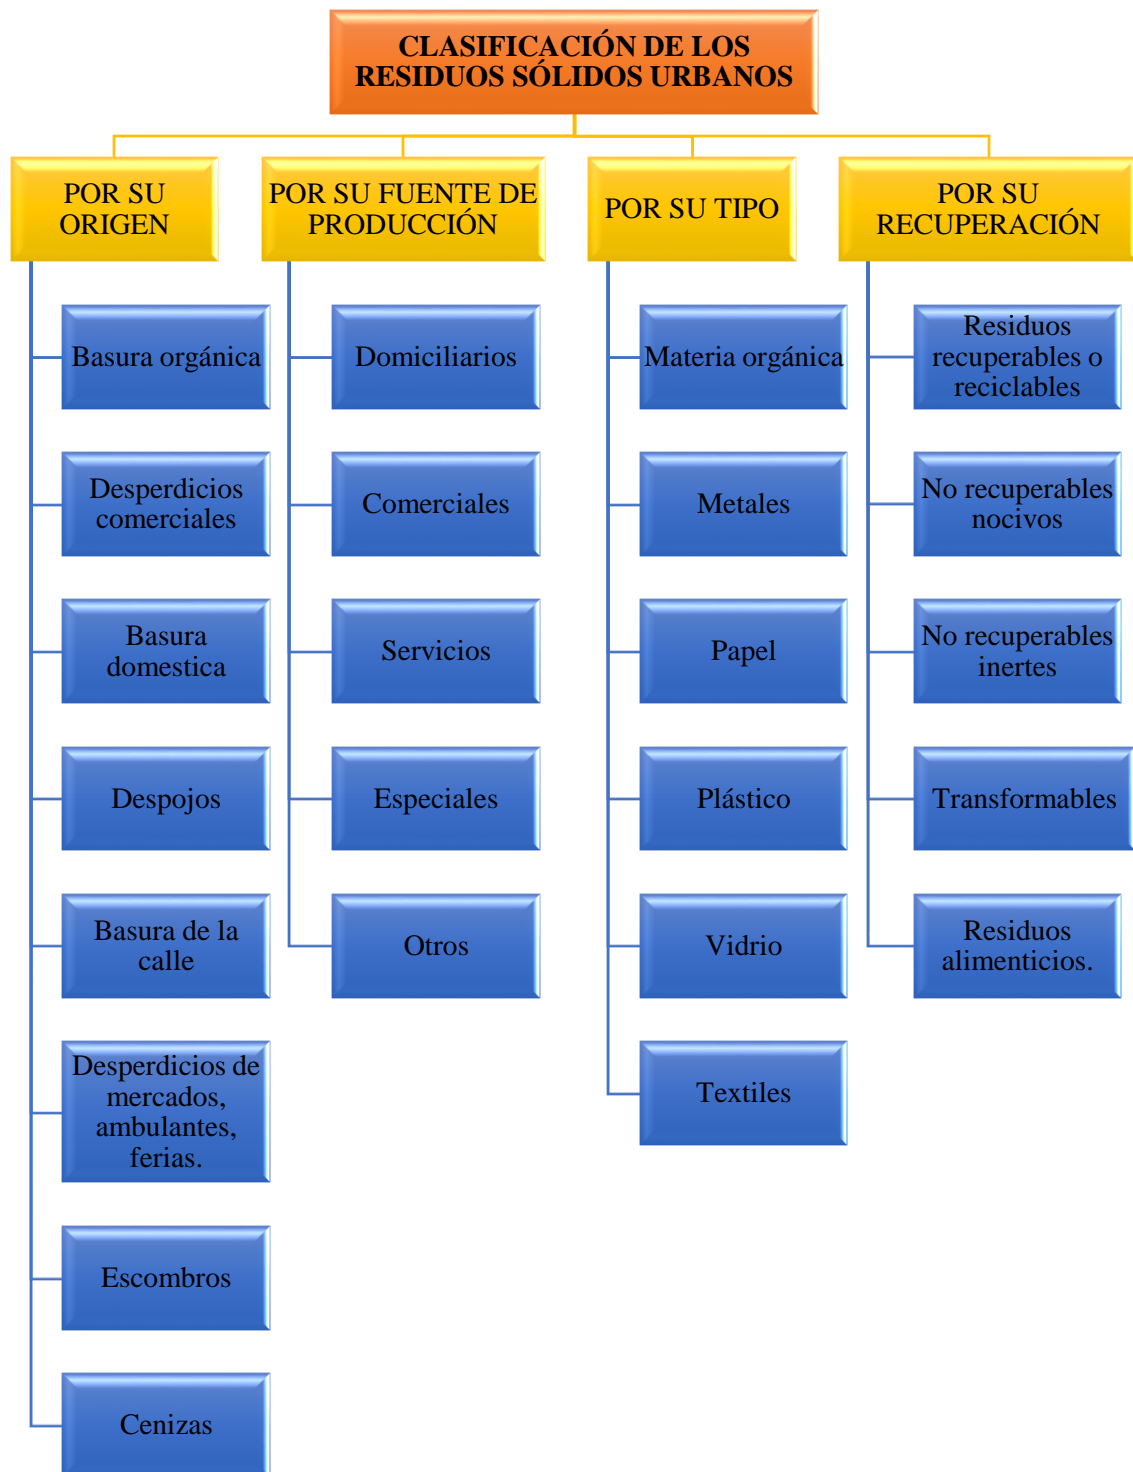 CLASIFICACIÓN DE LOS
RESIDUOS SÓLIDOS URBANOS
POR SU
ORIGEN
Basura orgánica
Desperdicios
comerciales
Basura
domestica
Despojos
Basura de la
calle
Desperdicios de
mercados,
ambulantes,
ferias.
Escombros
Cenizas
POR SU FUENTE DE
PRODUCCIÓN
Domiciliarios
Comerciales
Servicios
Especiales
Otros
POR SU TIPO
Materia orgánica
Metales
Papel
Plástico
Vidrio
Textiles
POR SU
RECUPERACIÓN
Residuos
recuperables o
reciclables
No recuperables
nocivos
No recuperables
inertes
Transformables
Residuos
alimenticios.